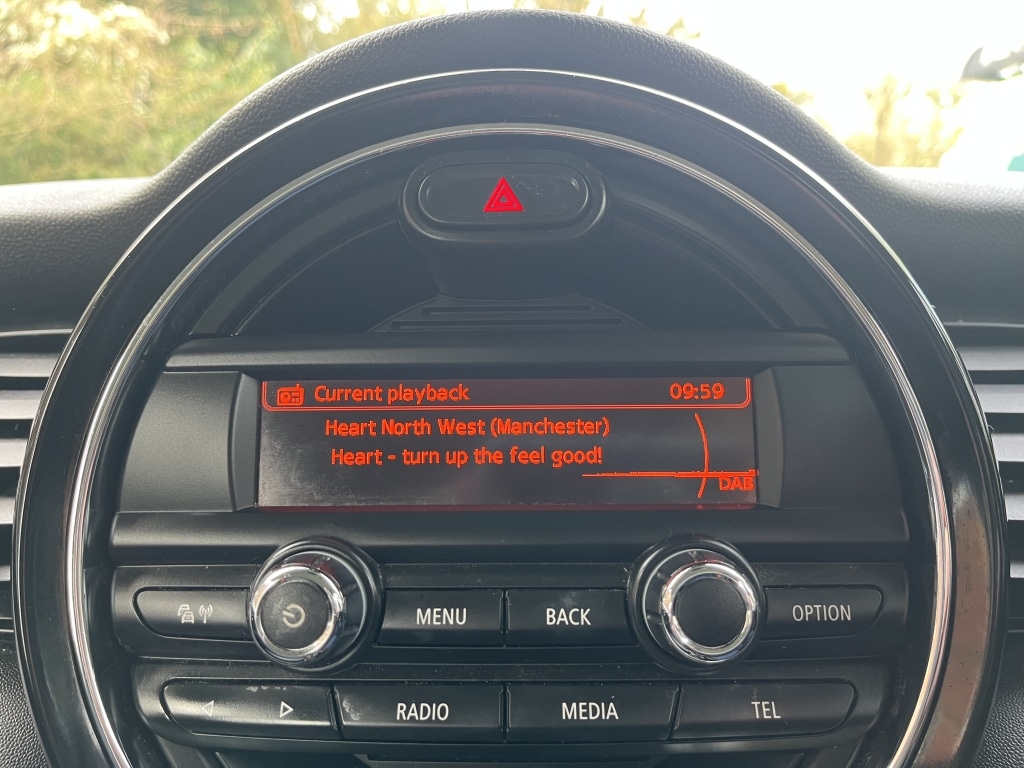 Current playback 09:59
Heart North West (Manchester)
Heart - turn up the feel good!
DAB
MENU BACK OPTION
RADIO MEDIA TEL